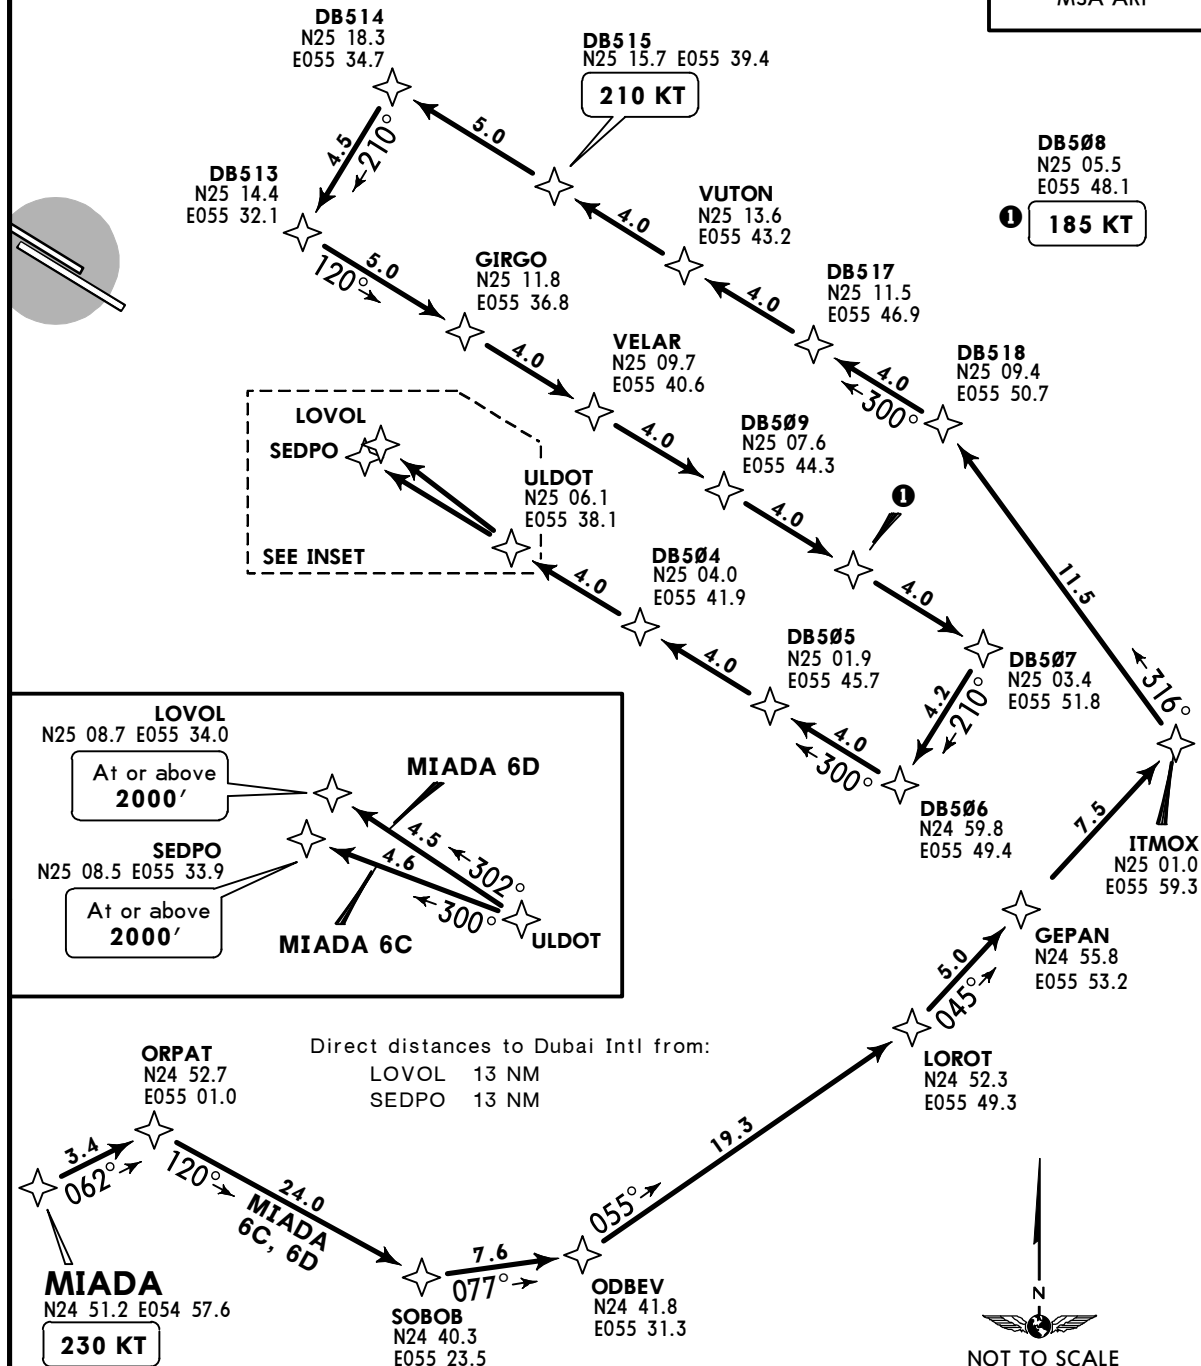 MSA ARP
DB514
N25 18.3
E055 34.7
DB515
N25 15.7 E055 39.4
210 KT
5.0
4.5
←210°
DB513
N25 14.4
E055 32.1
4.0
VUTON
N25 13.6
E055 43.2
DB5Ø8
N25 05.5
E055 48.1
❶ 185 KT
120°→
5.0
GIRGO
N25 11.8
E055 36.8
4.0
DB517
N25 11.5
E055 46.9
4.0
VELAR
N25 09.7
E055 40.6
4.0
←300°
DB518
N25 09.4
E055 50.7
LOVOL
SEDPO
SEE INSET
ULDOT
N25 06.1
E055 38.1
4.0
DB5Ø9
N25 07.6
E055 44.3
4.0
❶
4.0
DB5Ø4
N25 04.0
E055 41.9
4.0
11.5
4.0
DB5Ø5
N25 01.9
E055 45.7
DB5Ø7
N25 03.4
E055 51.8
4.2
←210°
←316°
4.0
←300°
DB5Ø6
N24 59.8
E055 49.4
ITMOX
N25 01.0
E055 59.3
7.5
LOVOL
N25 08.7 E055 34.0
At or above
2000′
MIADA 6D
4.5
←302°
SEDPO
N25 08.5 E055 33.9
At or above
2000′
4.6
←300°
MIADA 6C
ULDOT
GEPAN
N24 55.8
E055 53.2
5.0
045°→
LOROT
N24 52.3
E055 49.3
Direct distances to Dubai Intl from:
LOVOL 13 NM
SEDPO 13 NM
ORPAT
N24 52.7
E055 01.0
3.4
062°→
120°→
24.0
MIADA
6C, 6D
19.3
055°→
7.6
077°→
MIADA
N24 51.2 E054 57.6
230 KT
SOBOB
N24 40.3
E055 23.5
ODBEV
N24 41.8
E055 31.3
N
NOT TO SCALE